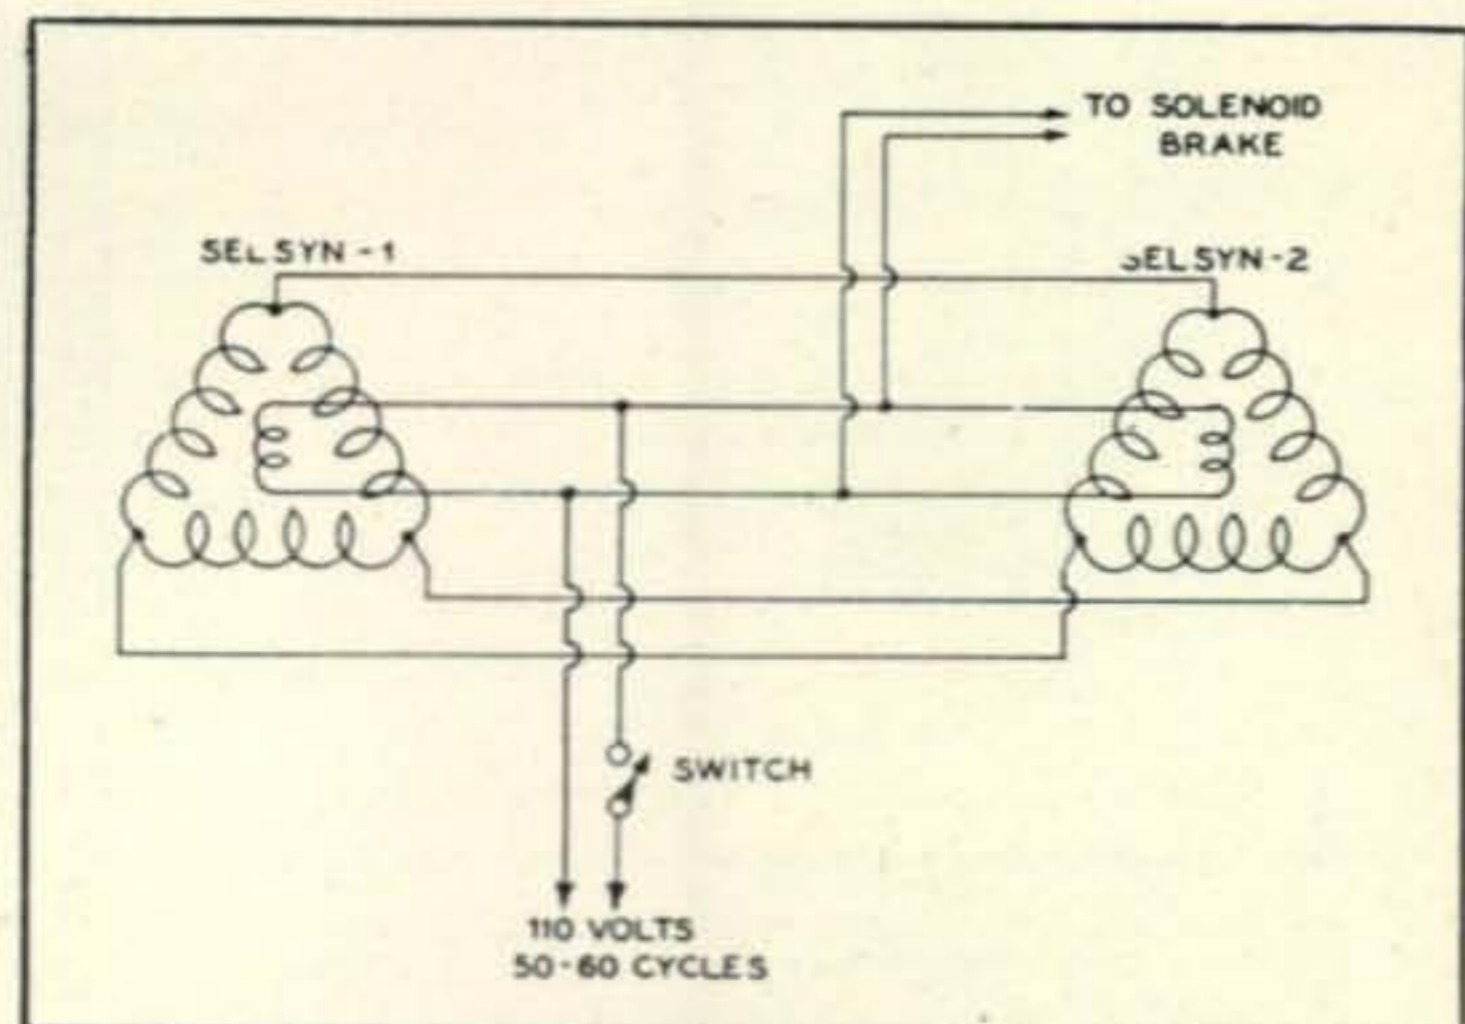 TO SOLENOID
BRAKE
SELSYN-1
SELSYN-2
SWITCH
110 VOLTS
50-60 CYCLES